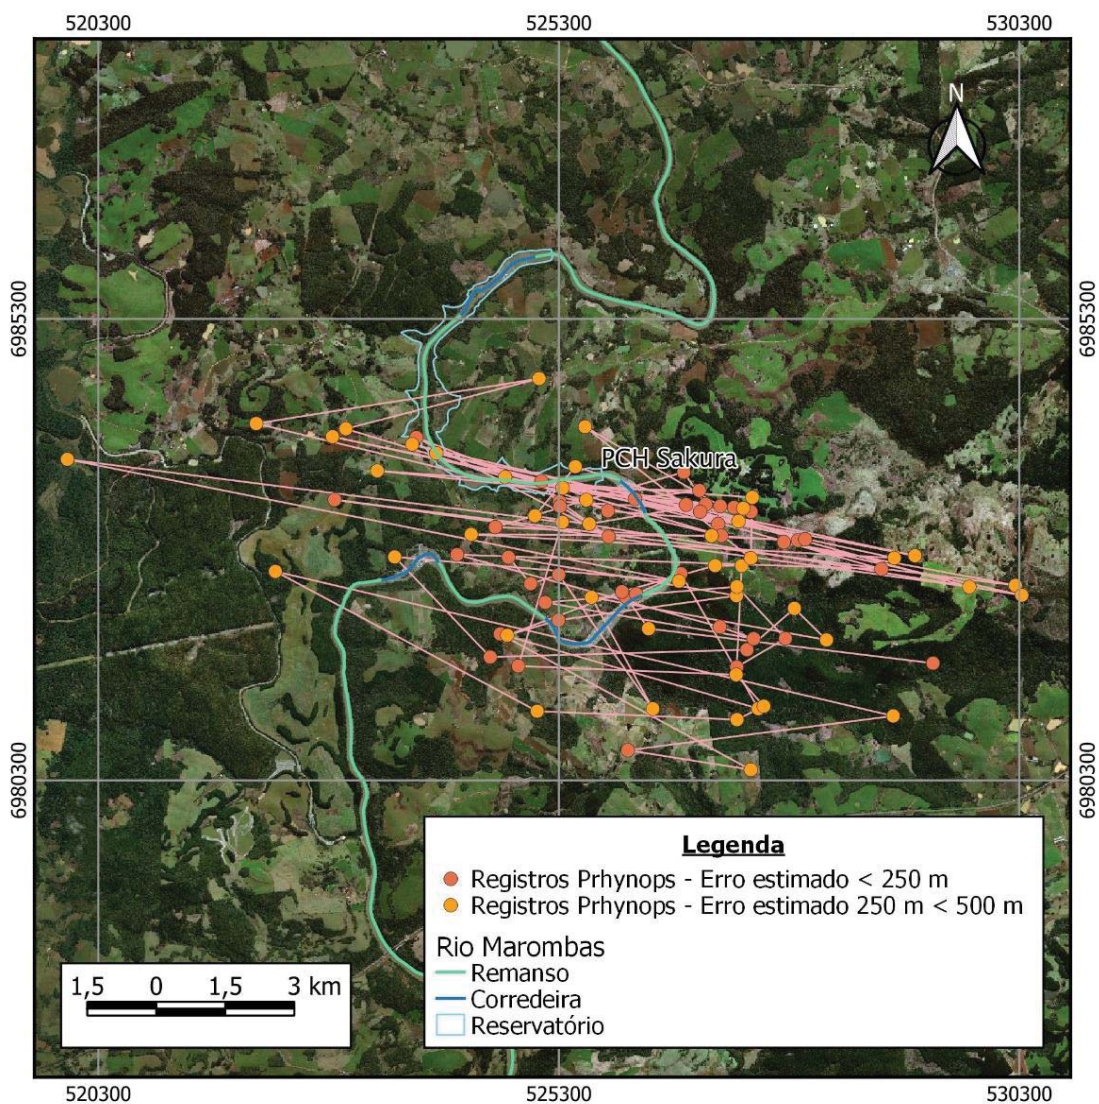 520300 525300 530300
N
6985300 6985300
PCH Sakura
6980300 6980300
Legenda
Registros Prhynops - Erro estimado < 250 m
Registros Prhynops - Erro estimado 250 m < 500 m
Rio Marombas
Remanso
Corredeira
Reservatório
1,5 0 1,5 3 km
520300 525300 530300